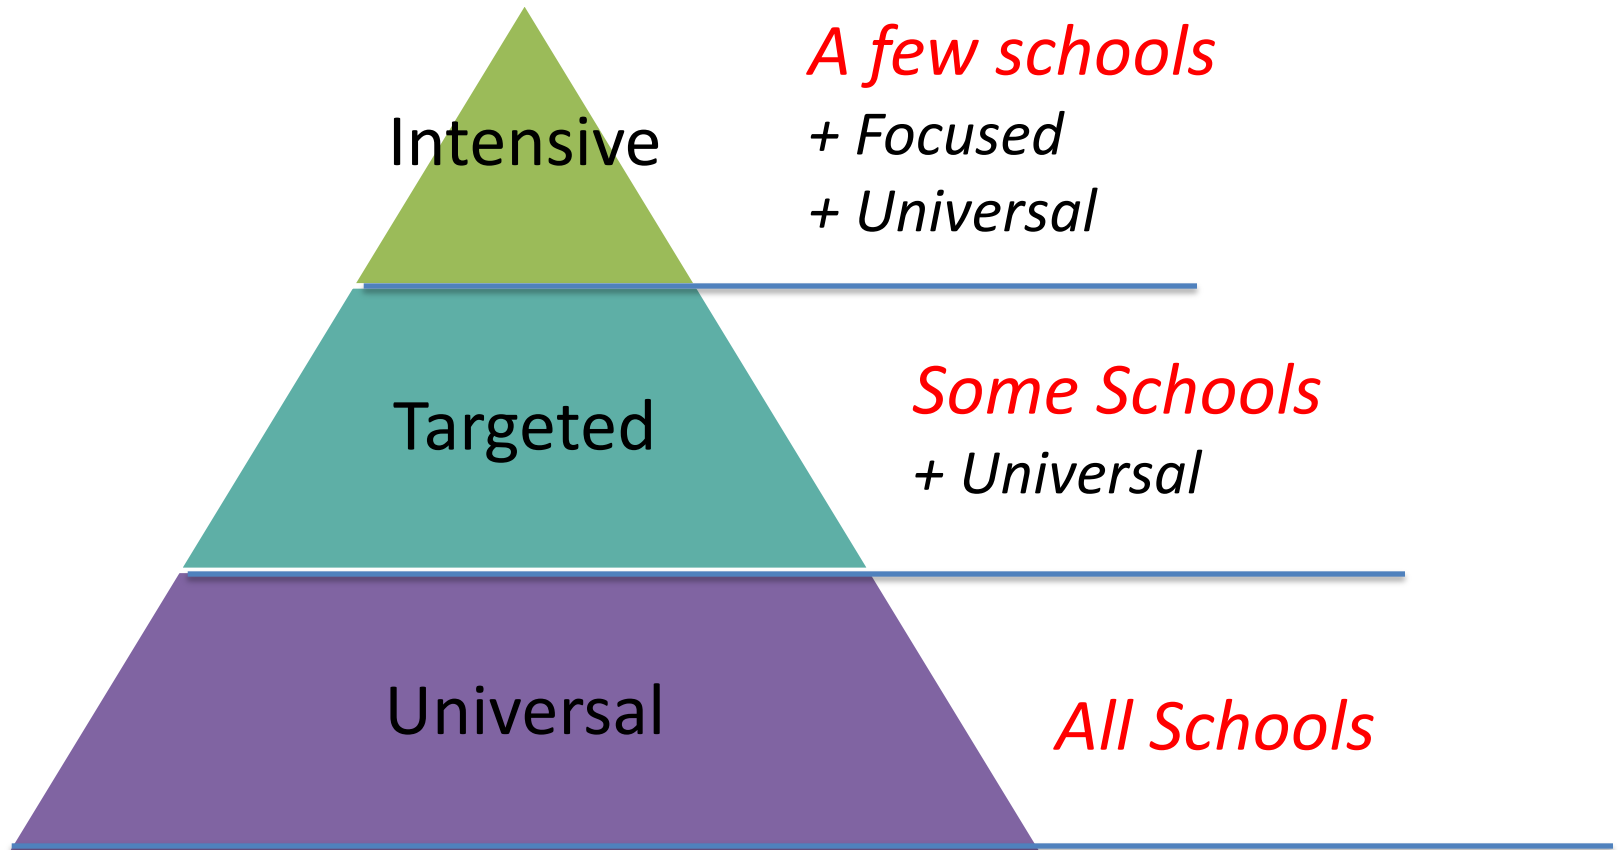 Intensive
A few schools
+ Focused
+ Universal
Targeted
Some Schools
+ Universal
Universal
All Schools